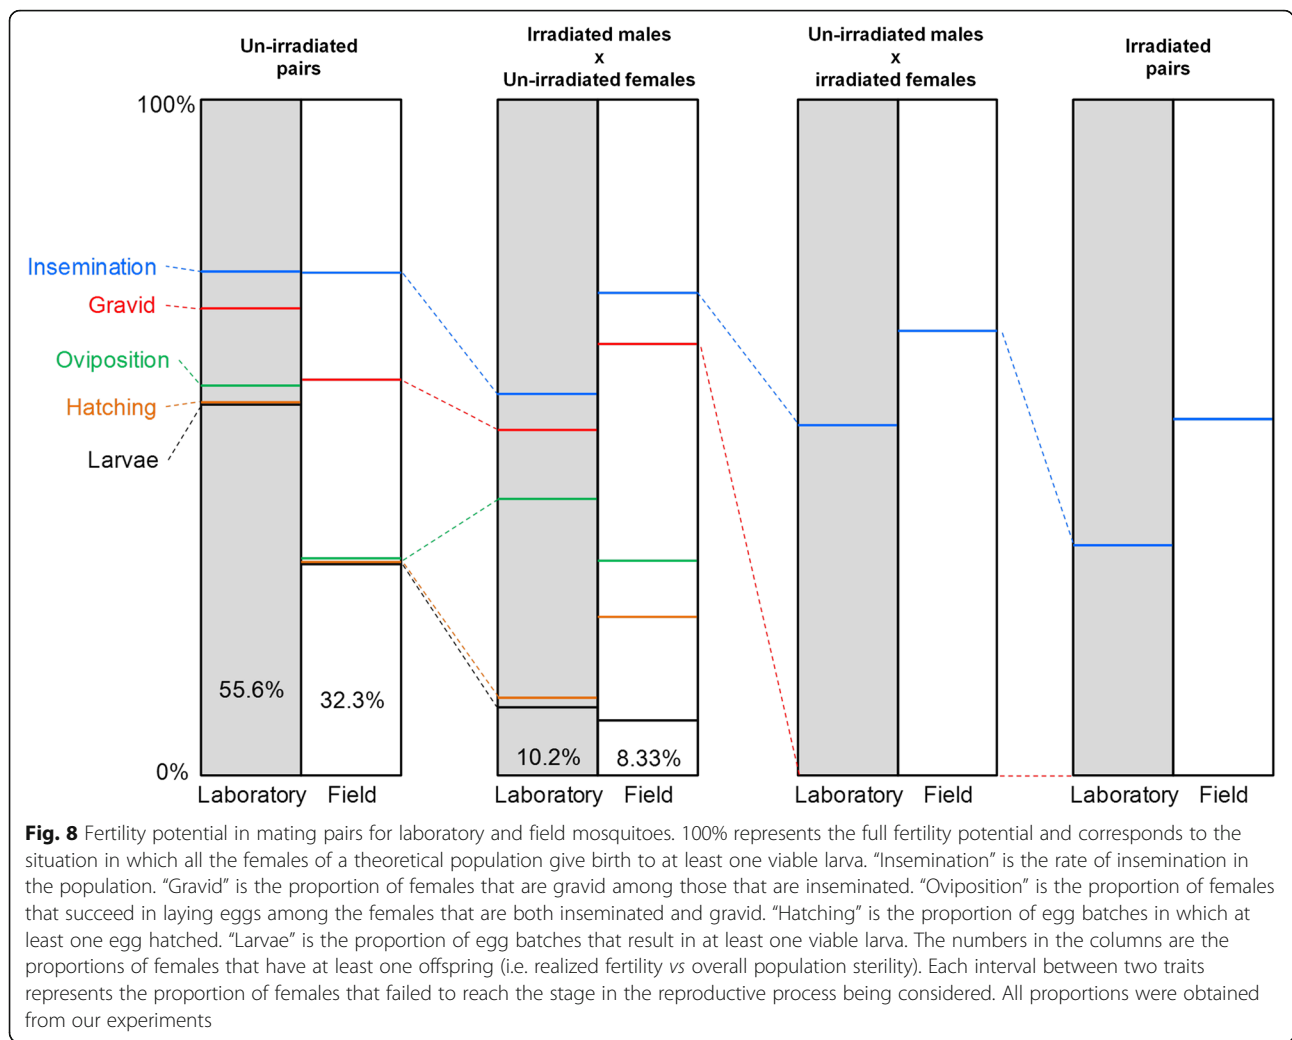 Un-irradiated
pairs
Irradiated males
x
Un-irradiated females
Un-irradiated males
x
irradiated females
Irradiated
pairs
100%
Insemination
Gravid
Oviposition
Hatching
Larvae
0%
55.6%
32.3%
10.2%
8.33%
Laboratory Field
Laboratory Field
Laboratory Field
Laboratory Field
Fig. 8 Fertility potential in mating pairs for laboratory and field mosquitoes. 100% represents the full fertility potential and corresponds to the
situation in which all the females of a theoretical population give birth to at least one viable larva. “Insemination” is the rate of insemination in
the population. “Gravid” is the proportion of females that are gravid among those that are inseminated. “Oviposition” is the proportion of females
that succeed in laying eggs among the females that are both inseminated and gravid. “Hatching” is the proportion of egg batches in which at
least one egg hatched. “Larvae” is the proportion of egg batches that result in at least one viable larva. The numbers in the columns are the
proportions of females that have at least one offspring (i.e. realized fertility vs overall population sterility). Each interval between two traits
represents the proportion of females that failed to reach the stage in the reproductive process being considered. All proportions were obtained
from our experiments